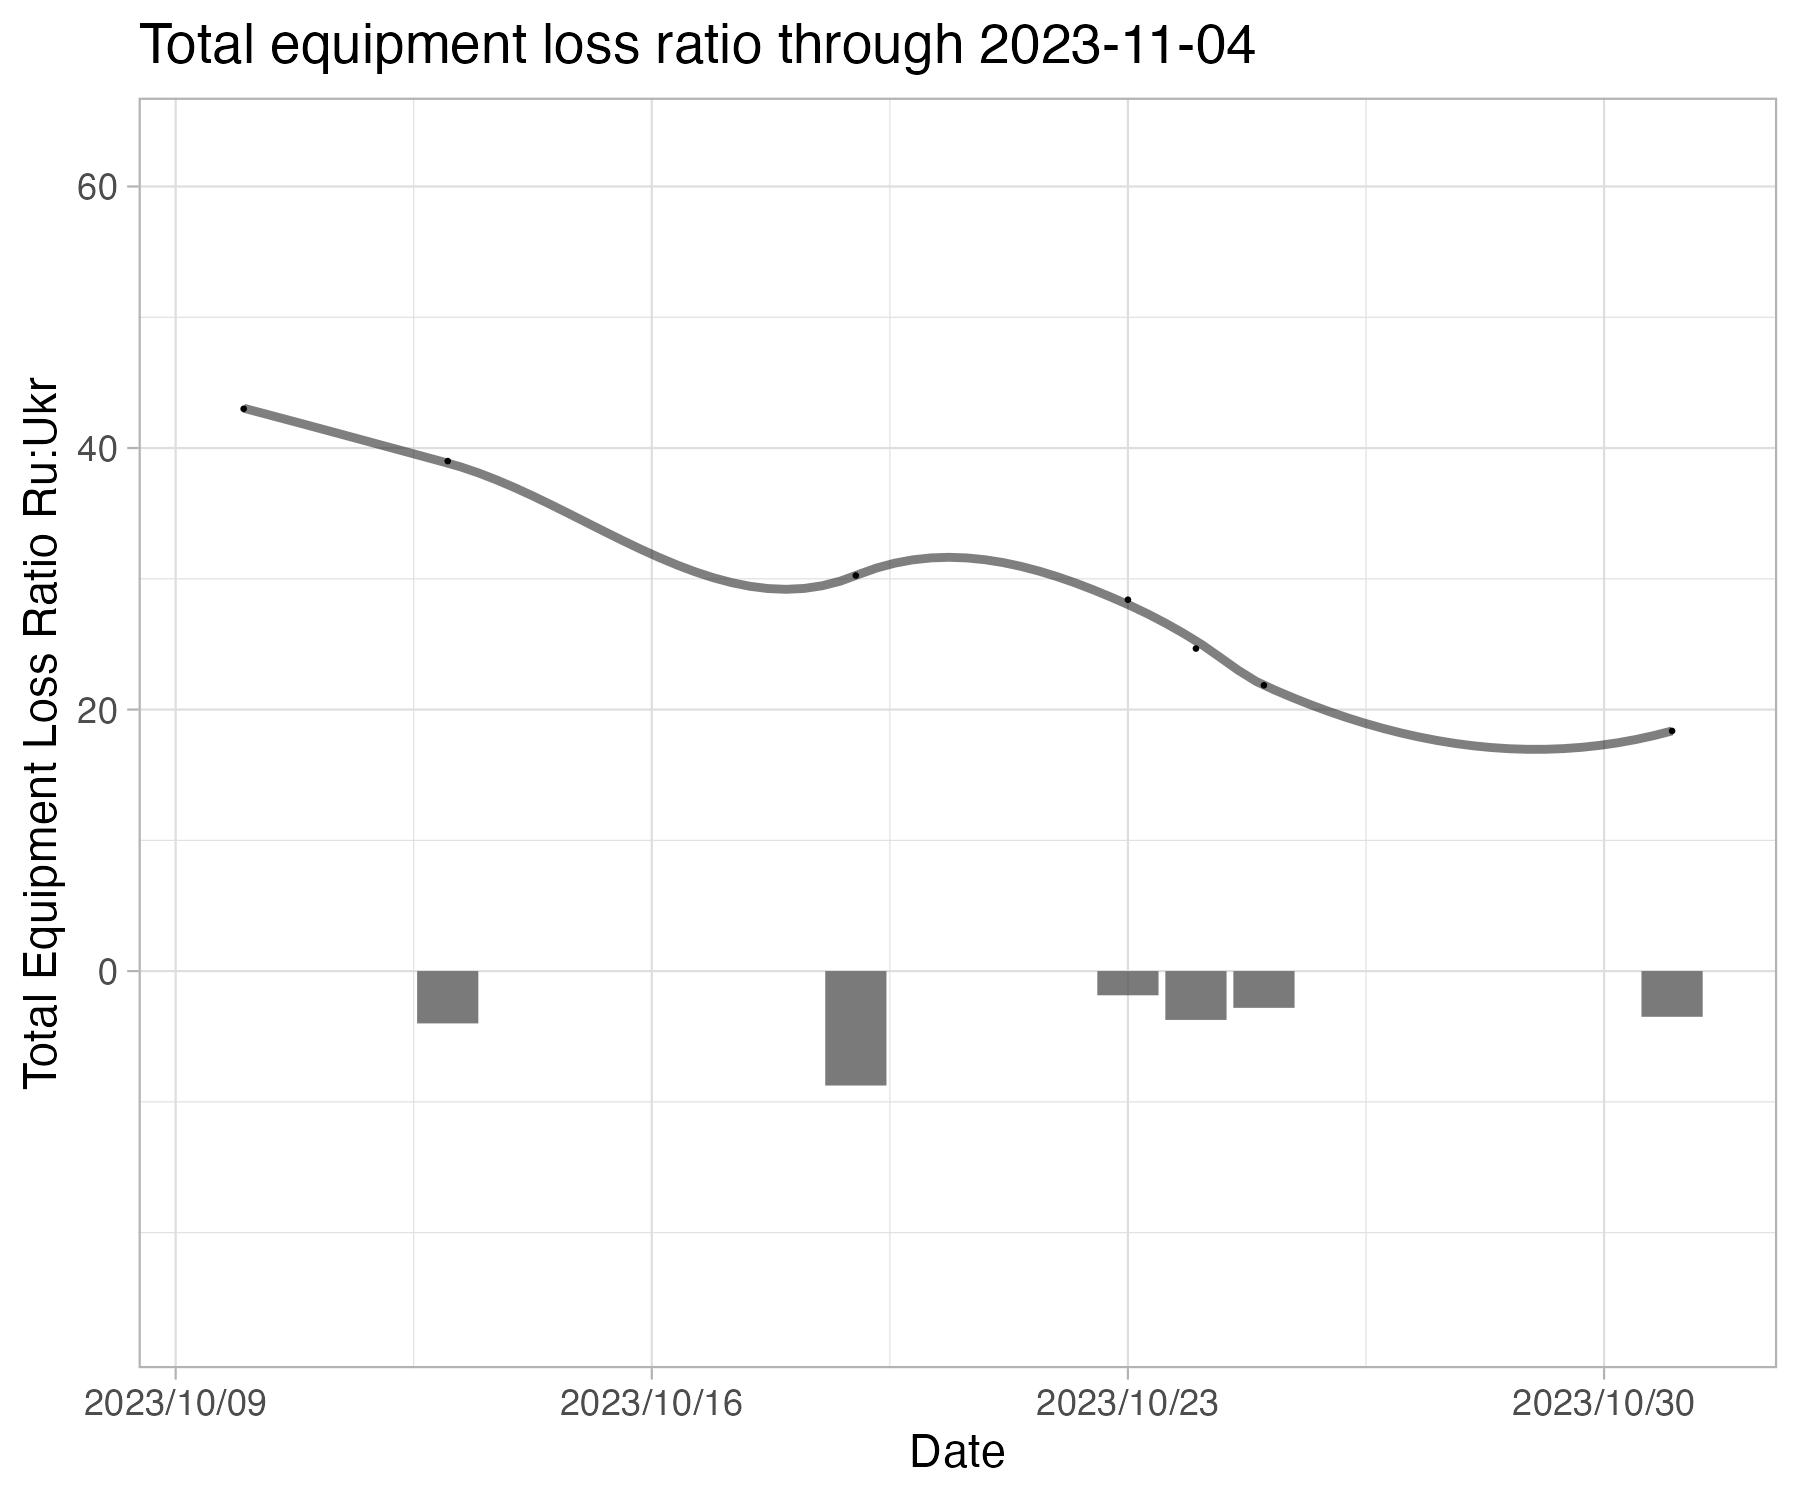 Total equipment loss ratio through 2023-11-04
Total Equipment Loss Ratio Ru:Ukr
60
40
20
0
2023/10/09
2023/10/16
2023/10/23
2023/10/30
Date